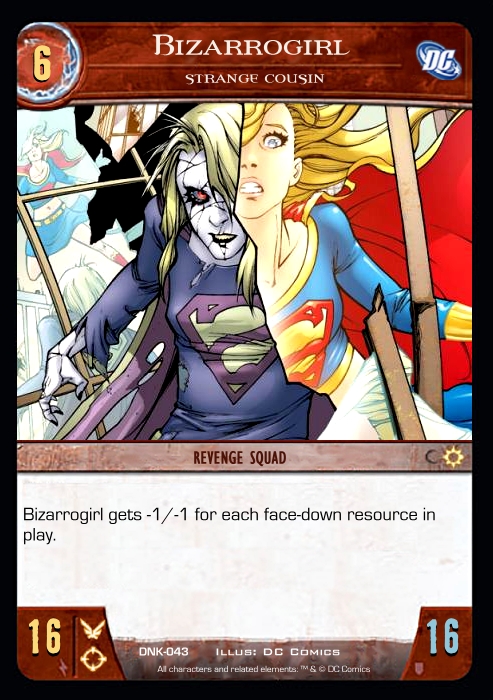 6
BIZARROGIRL
DC
STRANGE COUSIN
REVENGE SQUAD
C
Bizarrogirl gets -1/-1 for each face-down resource in
play.
16
16
DNK-043 ILLUS: DC COMICS
All characters and related elements: ™ & © DC Comics